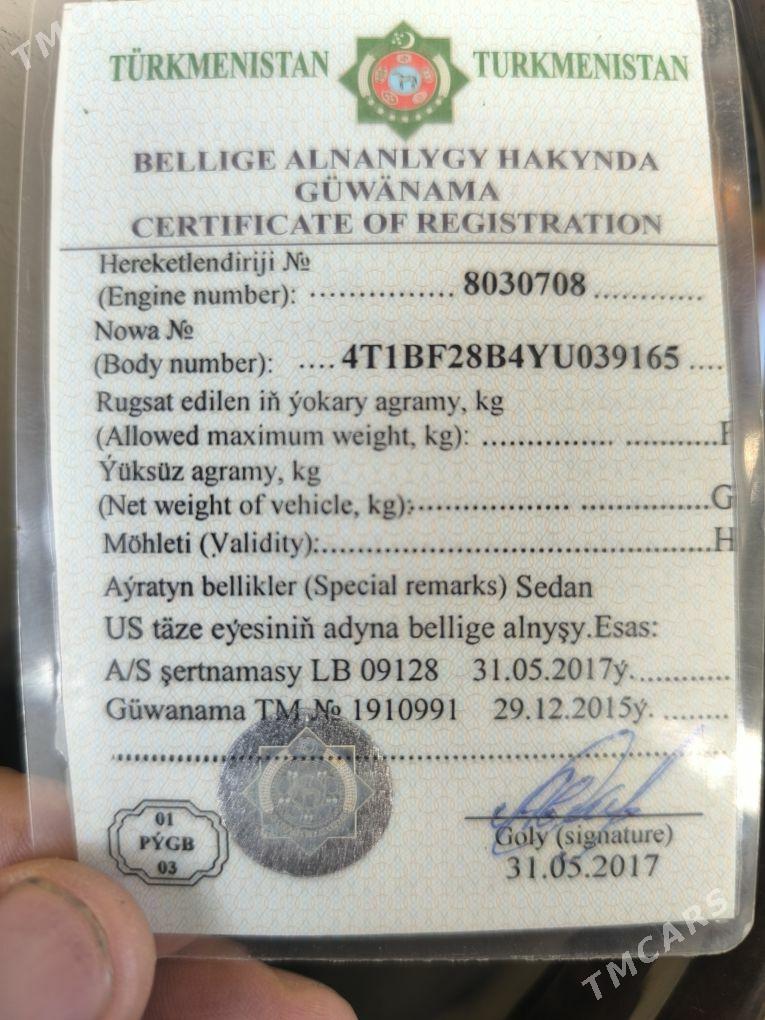 TMCARS
TÜRKMENISTAN TURKMENISTAN
BELLIGE ALNANLYGY HAKYNDA
GÜWÄNAMA
CERTIFICATE OF REGISTRATION
Hereketlendiriji №
(Engine number): ................ 8030708 ............
Nowa №
(Body number): .... 4T1BF28B4YU039165 ....
Rugsat edilen iň ýokary agramy, kg
(Allowed maximum weight, kg): ............... ............F
Ýüksüz agramy, kg
(Net weight of vehicle, kg):................. ...............G
Möhleti (Validity):.............................................H
Aýratyn bellikler (Special remarks) Sedan
US täze eýesiniň adyna bellige alnyşy.Esas:
A/S şertnamasy LB 09128 31.05.2017ý.............
Güwanama TM № 1910991 29.12.2015ý. ........
01
PÝGB
03
Goly (signature)
31.05.2017
TMCARS